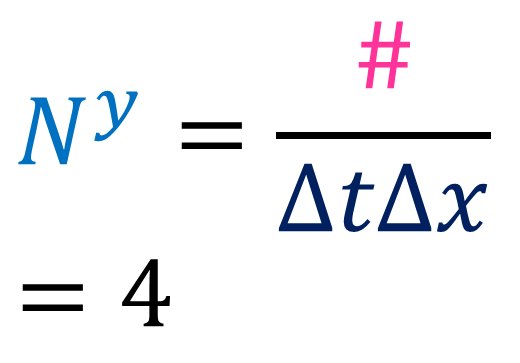 N^y = #/ΔtΔx
= 4